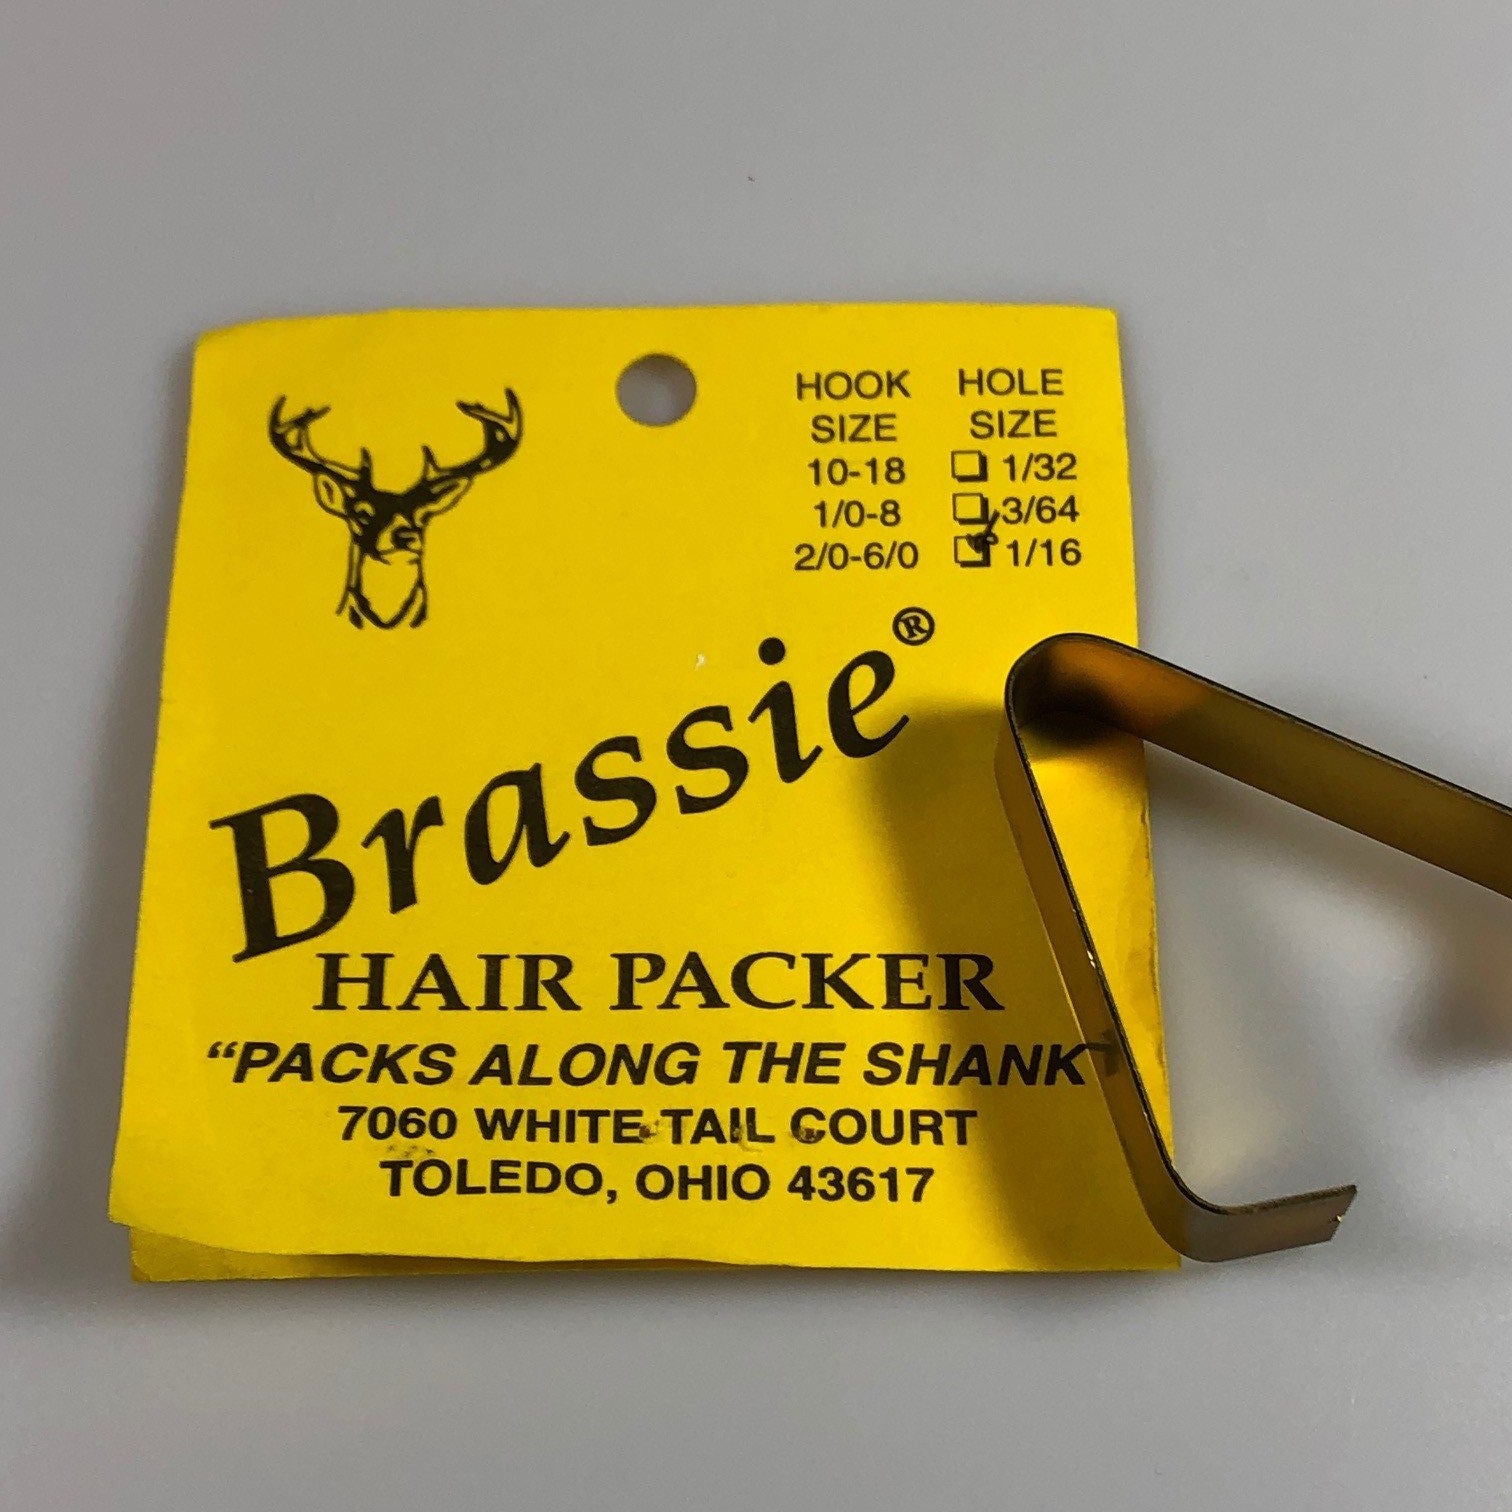 HOOK HOLE
SIZE SIZE
10-18 1/32
1/0-8 3/64
2/0-6/0 1/16
Brassie®
HAIR PACKER
“PACKS ALONG THE SHANK
7060 WHITE TAIL COURT
TOLEDO, OHIO 43617